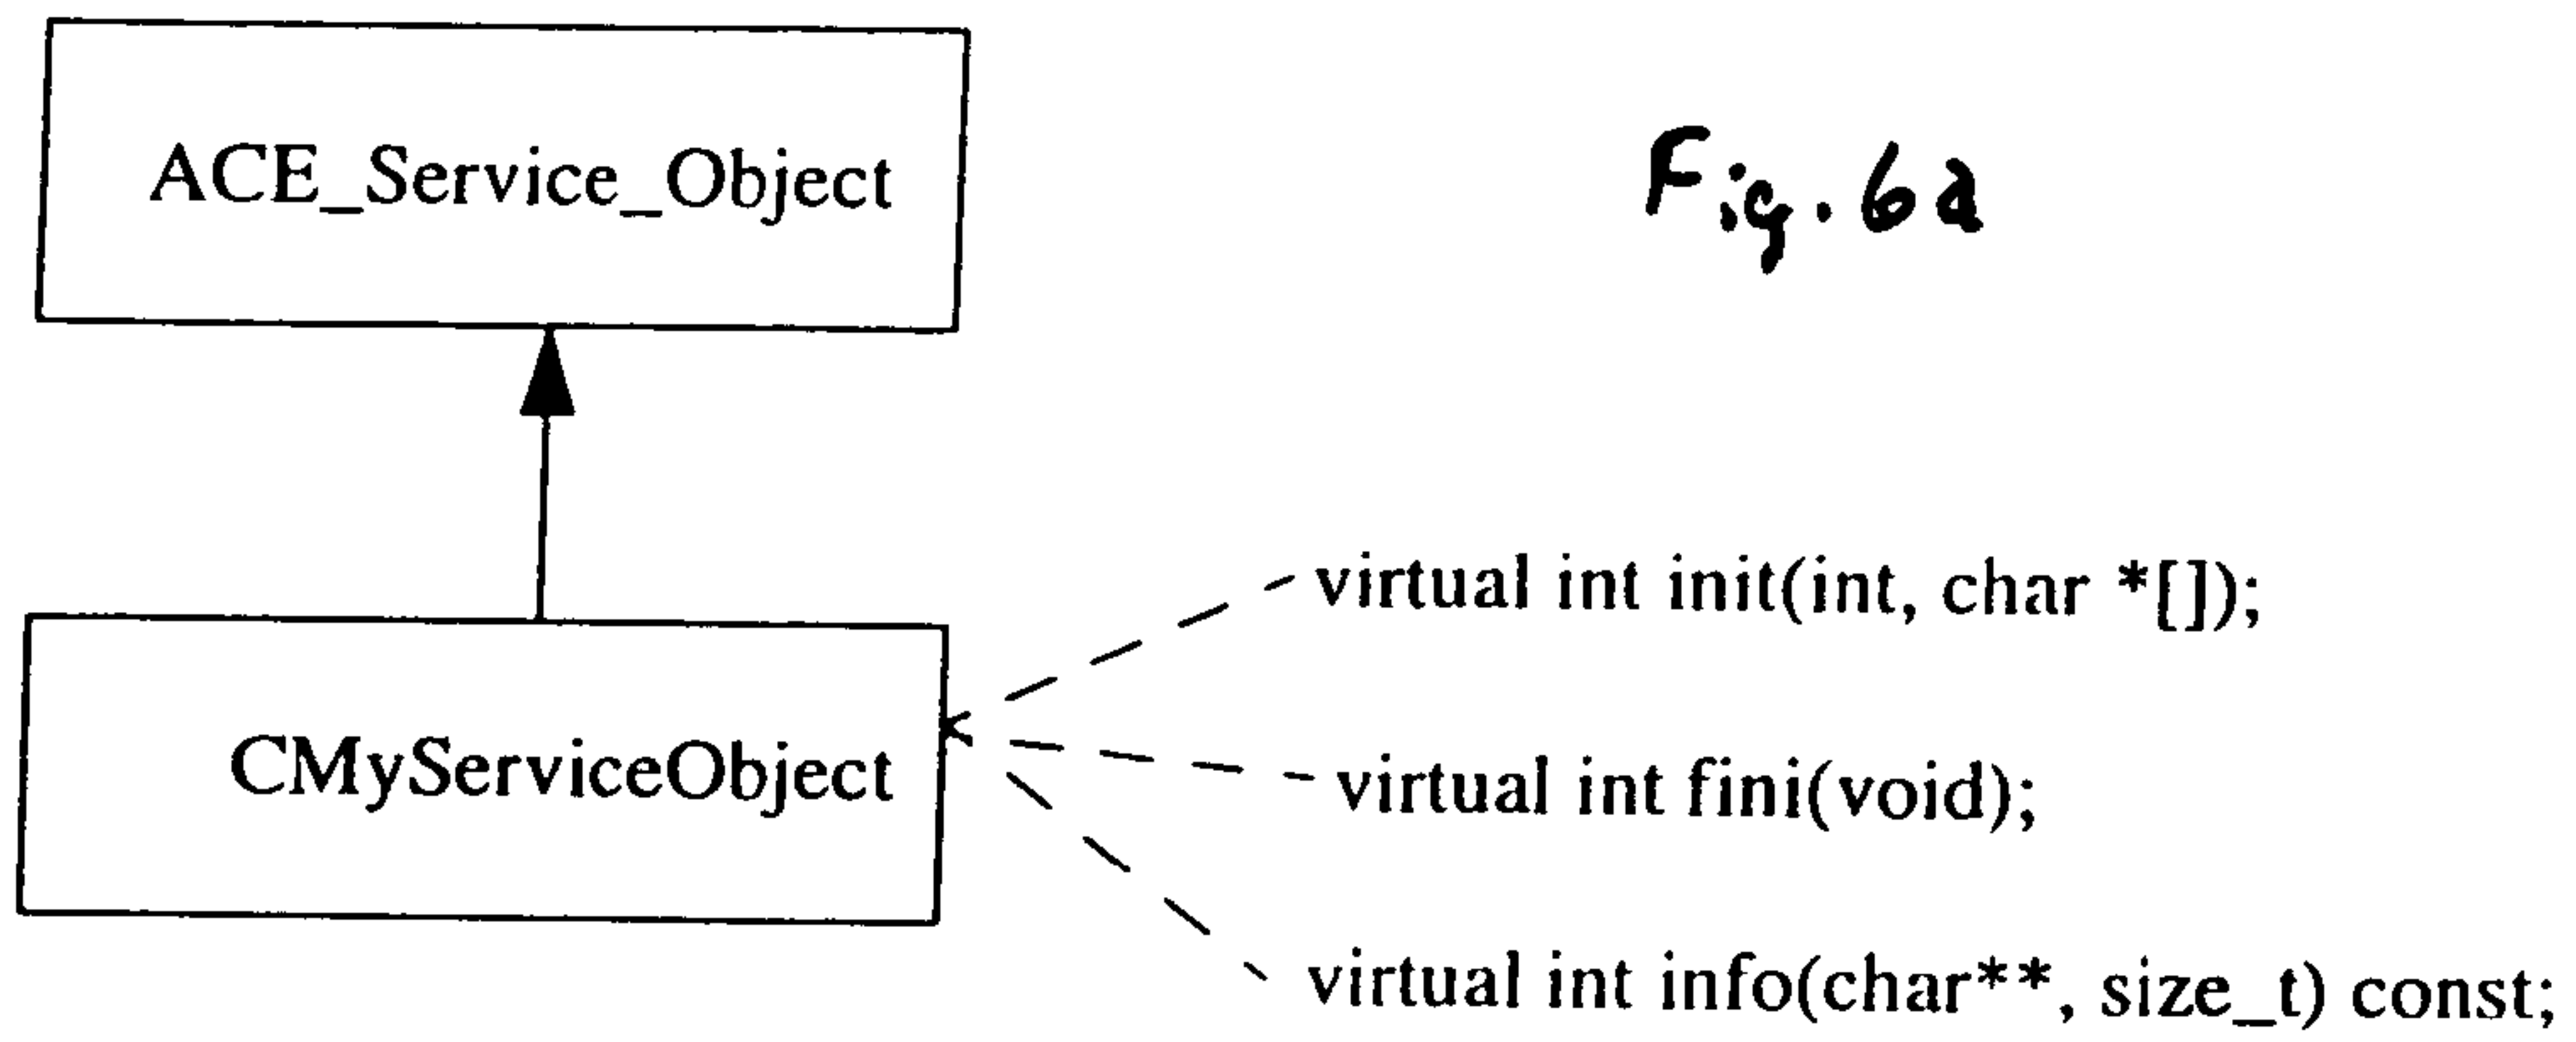 ACE_Service_Object
Fig. 6a
virtual int init(int, char *[]);
CMyServiceObject
virtual int fini(void);
virtual int info(char**, size_t) const;